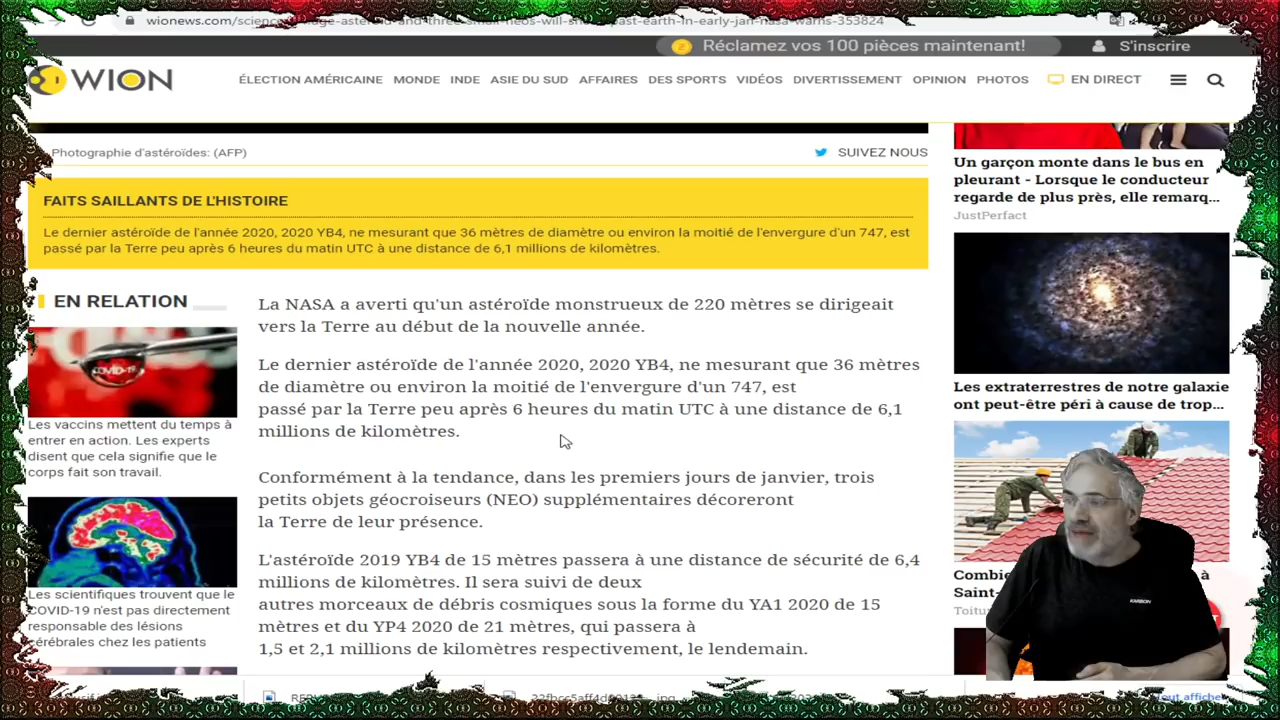 wionews.com/science/huge-asteroid-and-three-small-neos-will-shoot-past-earth-in-early-jan-nasa-warns-353824
Réclamez vos 100 pièces maintenant!
S'inscrire
WION
ÉLECTION AMÉRICAINE MONDE INDE ASIE DU SUD AFFAIRES DES SPORTS VIDÉOS DIVERTISSEMENT OPINION PHOTOS EN DIRECT
Photographie d'astéroïdes: (AFP)
SUIVEZ NOUS
FAITS SAILLANTS DE L'HISTOIRE
Le dernier astéroïde de l'année 2020, 2020 YB4, ne mesurant que 36 mètres de diamètre ou environ la moitié de l'envergure d'un 747, est
passé par la Terre peu après 6 heures du matin UTC à une distance de 6,1 millions de kilomètres.
EN RELATION
COVID-19
Les vaccins mettent du temps à
entrer en action. Les experts
disent que cela signifie que le
corps fait son travail.
Les scientifiques trouvent que le
COVID-19 n'est pas directement
responsable des lésions
cérébrales chez les patients
La NASA a averti qu'un astéroïde monstrueux de 220 mètres se dirigeait
vers la Terre au début de la nouvelle année.
Le dernier astéroïde de l'année 2020, 2020 YB4, ne mesurant que 36 mètres
de diamètre ou environ la moitié de l'envergure d'un 747, est
passé par la Terre peu après 6 heures du matin UTC à une distance de 6,1
millions de kilomètres.
Conformément à la tendance, dans les premiers jours de janvier, trois
petits objets géocroiseurs (NEO) supplémentaires décoreront
la Terre de leur présence.
L'astéroïde 2019 YB4 de 15 mètres passera à une distance de sécurité de 6,4
millions de kilomètres. Il sera suivi de deux
autres morceaux de débris cosmiques sous la forme du YA1 2020 de 15
mètres et du YP4 2020 de 21 mètres, qui passera à
1,5 et 2,1 millions de kilomètres respectivement, le lendemain.
Un garçon monte dans le bus en
pleurant - Lorsque le conducteur
regarde de plus près, elle remarq...
JustPerfect
Les extraterrestres de notre galaxie
ont peut-être péri à cause de trop...
Combie
à
Saint-
Toitu
KARBON
.jpg
Tout afficher